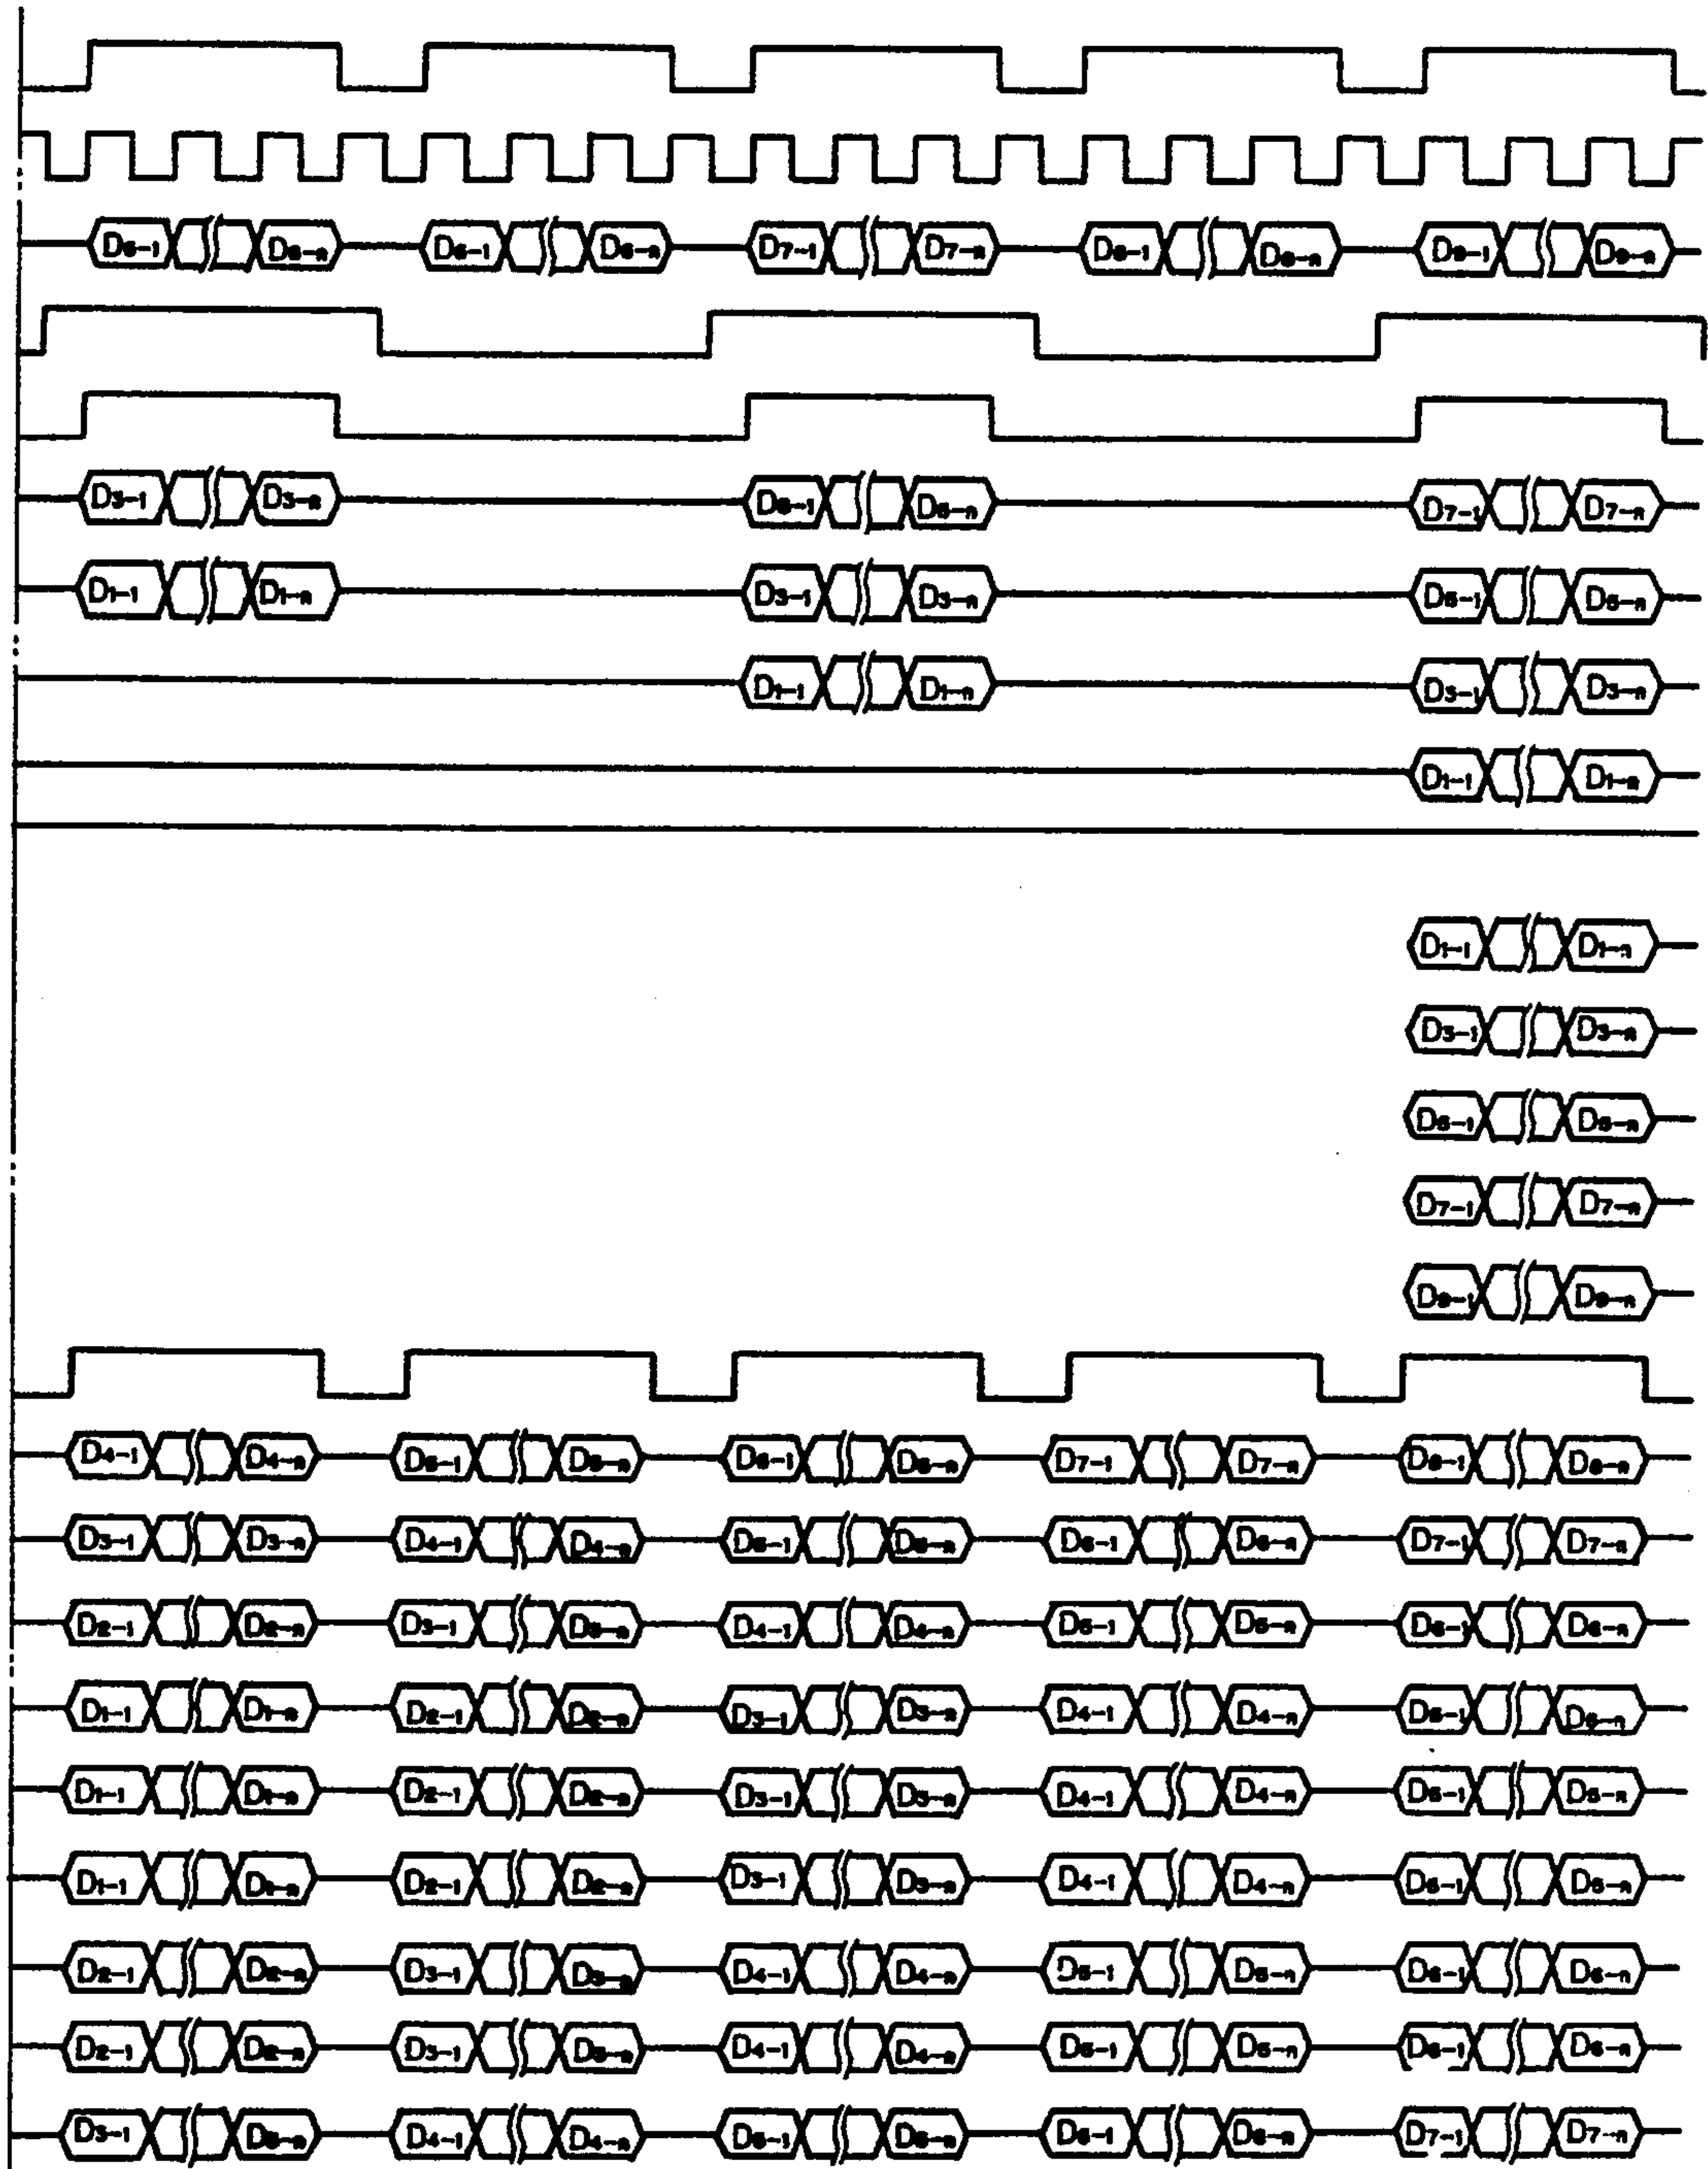 D5-1 D5-n D6-1 D6-n D7-1 D7-n D8-1 D8-n D9-1 D9-n
D3-1 D3-n D5-1 D5-n D7-1 D7-n
D1-1 D1-n D3-1 D3-n D5-1 D5-n
D1-1 D1-n D3-1 D3-n
D1-1 D1-n
D1-1 D1-n
D3-1 D3-n
D5-1 D5-n
D7-1 D7-n
D9-1 D9-n
D4-1 D4-n D5-1 D5-n D6-1 D6-n D7-1 D7-n D8-1 D8-n
D3-1 D3-n D4-1 D4-n D5-1 D5-n D6-1 D6-n D7-1 D7-n
D2-1 D2-n D3-1 D3-n D4-1 D4-n D5-1 D5-n D6-1 D6-n
D1-1 D1-n D2-1 D2-n D3-1 D3-n D4-1 D4-n D5-1 D5-n
D1-1 D1-n D2-1 D2-n D3-1 D3-n D4-1 D4-n D5-1 D5-n
D1-1 D1-n D2-1 D2-n D3-1 D3-n D4-1 D4-n D5-1 D5-n
D2-1 D2-n D3-1 D3-n D4-1 D4-n D5-1 D5-n D6-1 D6-n
D2-1 D2-n D3-1 D3-n D4-1 D4-n D5-1 D5-n D6-1 D6-n
D3-1 D3-n D4-1 D4-n D5-1 D5-n D6-1 D6-n D7-1 D7-n